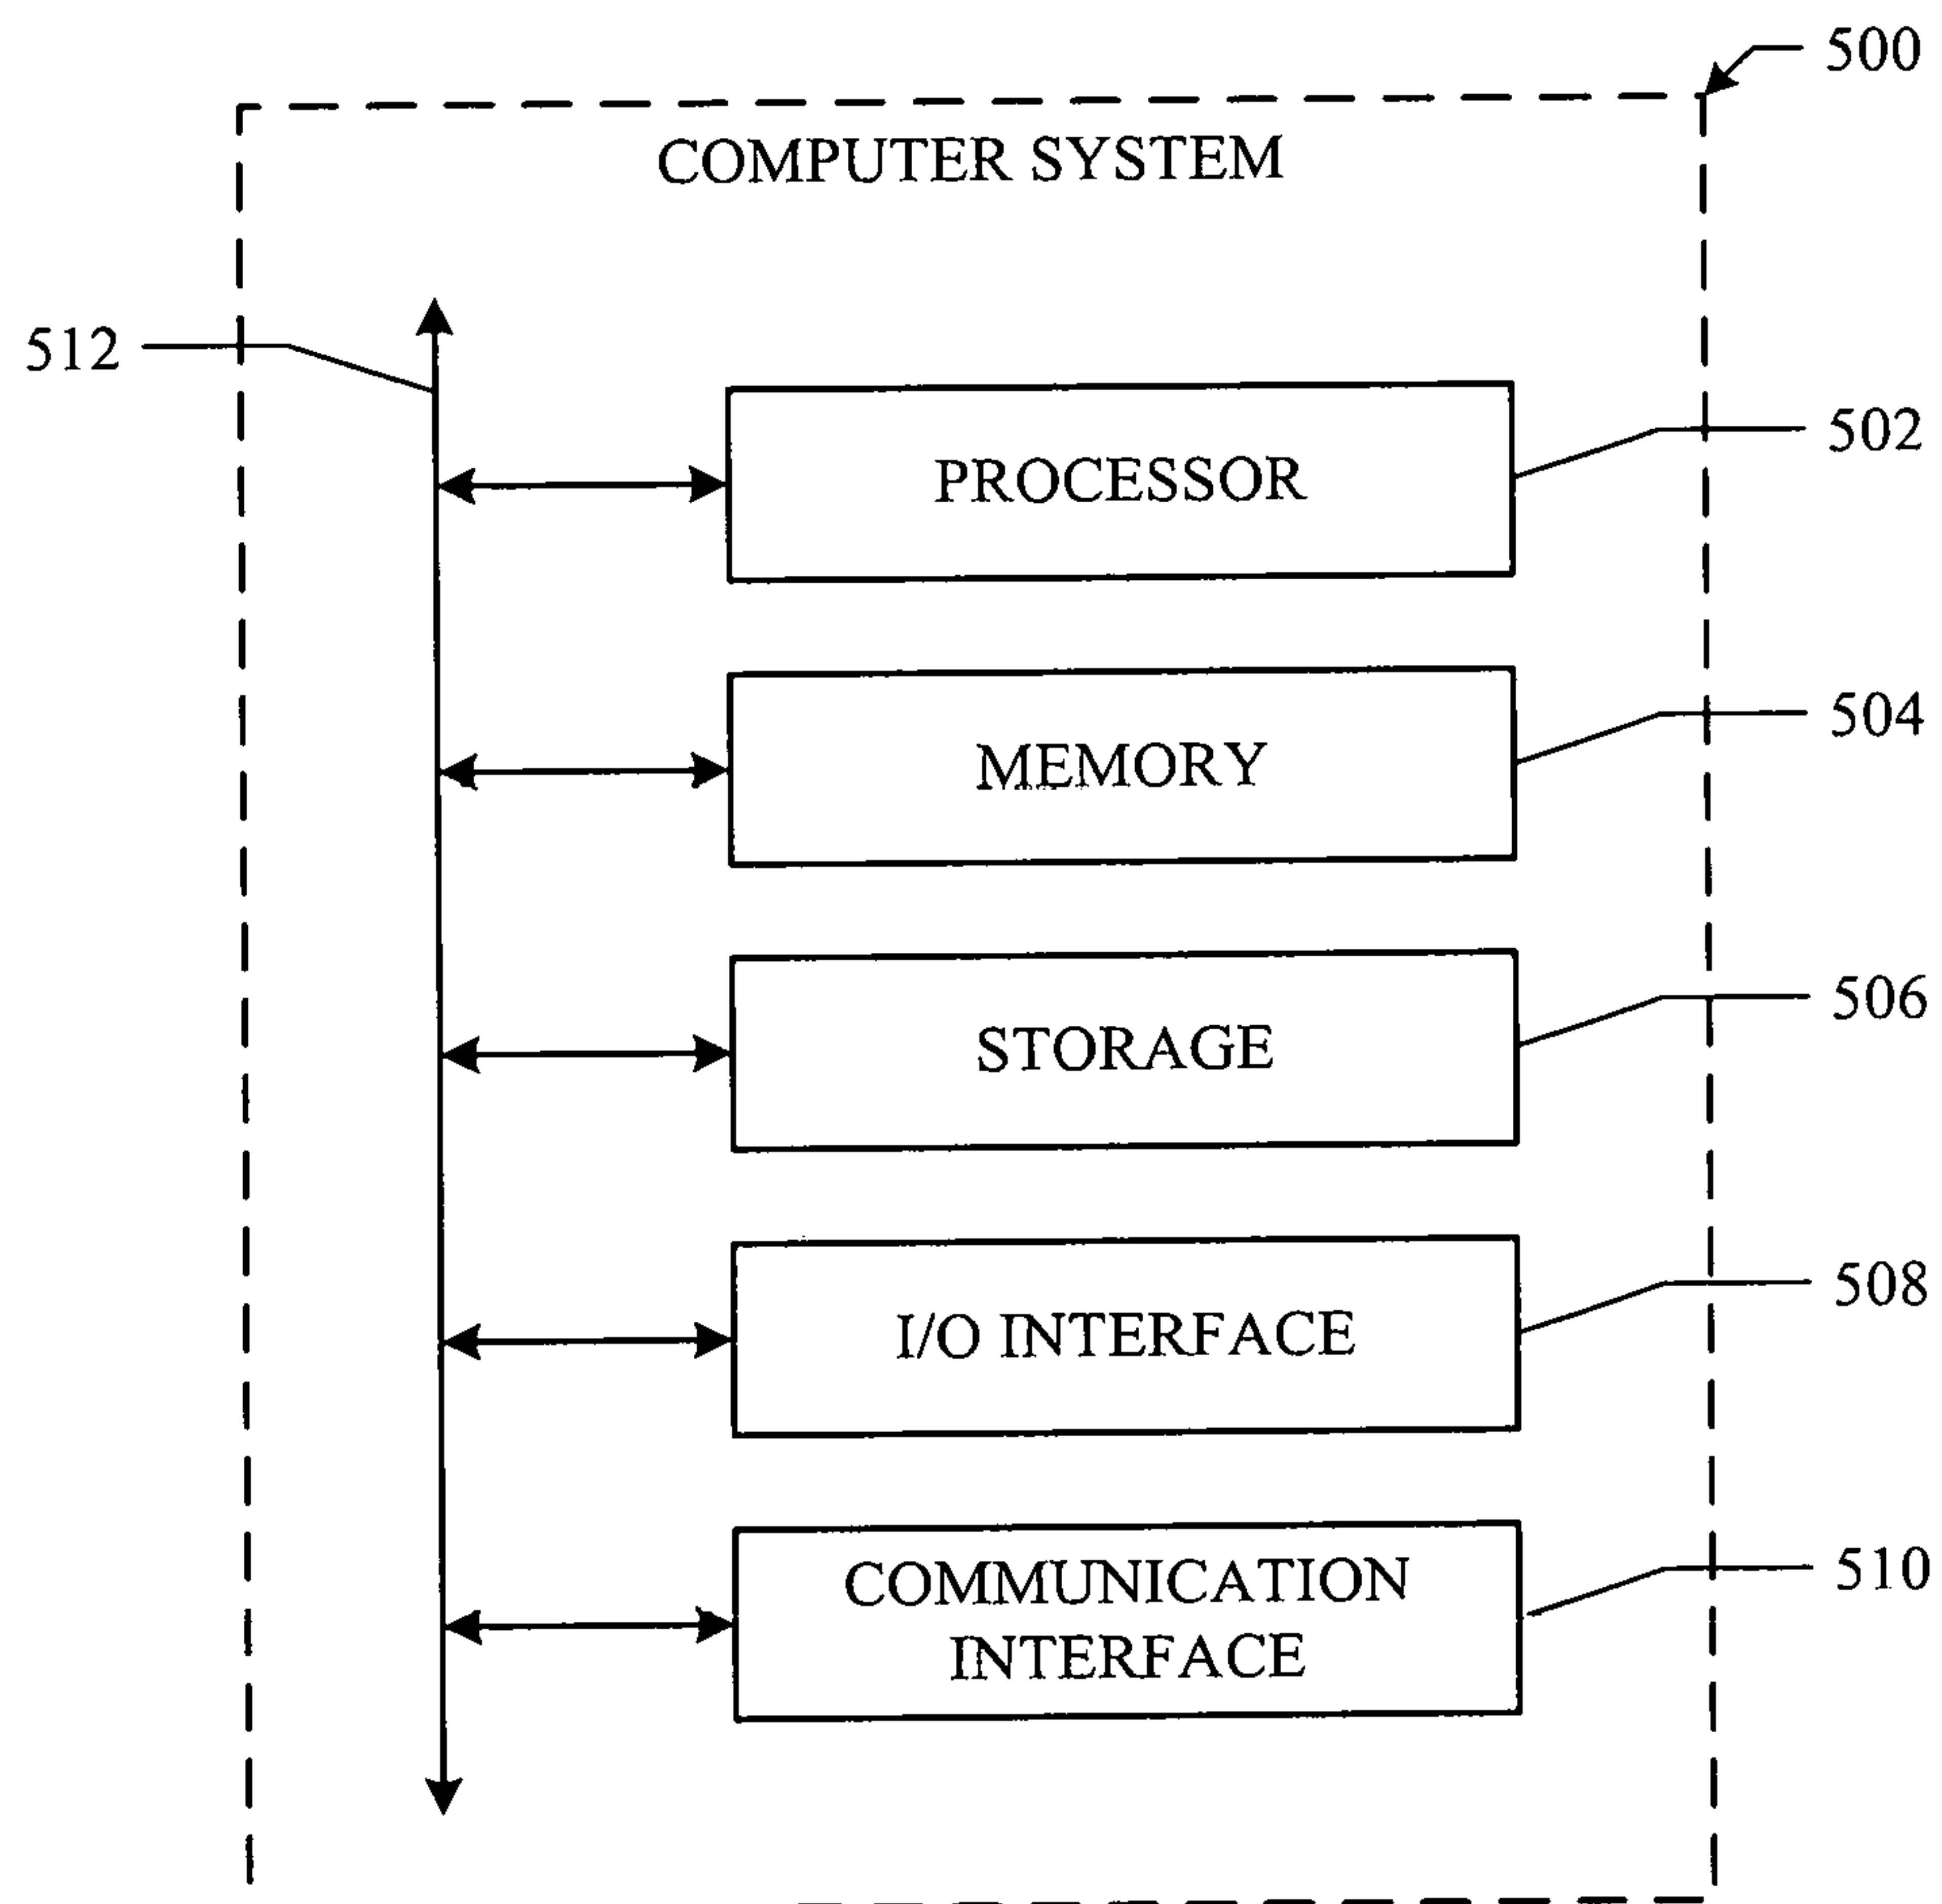 500
COMPUTER SYSTEM
512
502
PROCESSOR
504
MEMORY
506
STORAGE
508
I/O INTERFACE
510
COMMUNICATION
INTERFACE